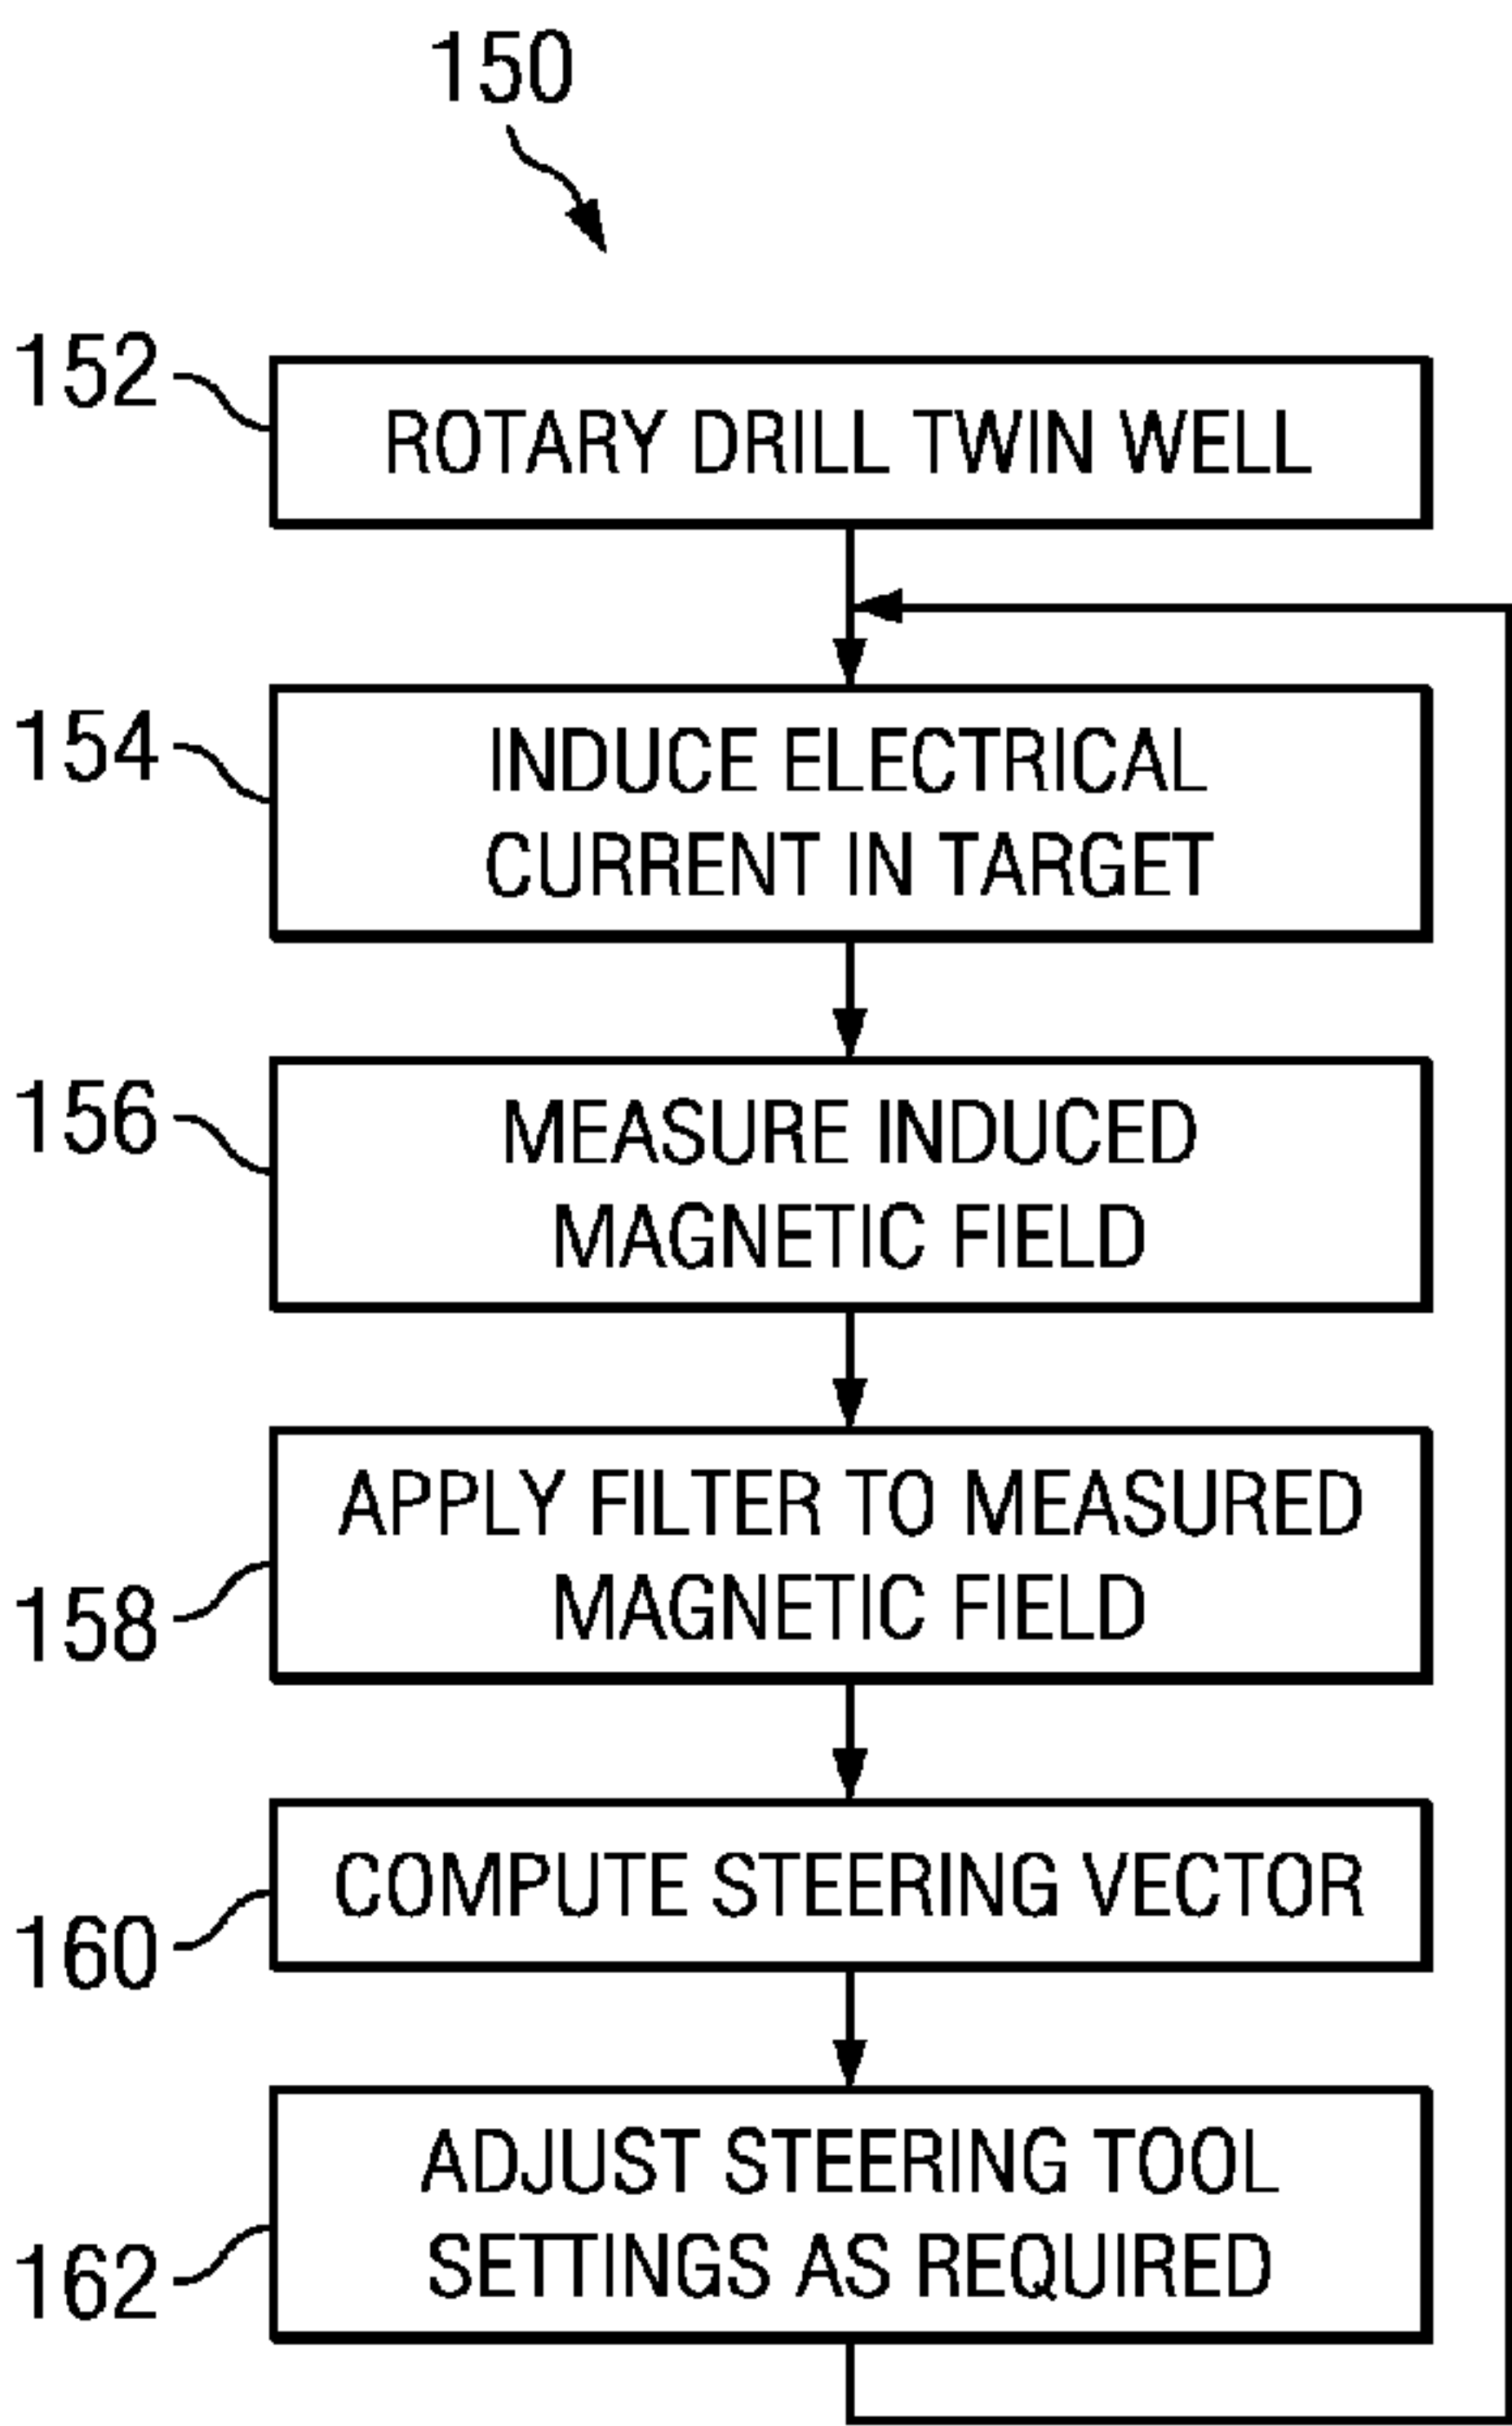 150
152
ROTARY DRILL TWIN WELL
154
INDUCE ELECTRICAL
CURRENT IN TARGET
156
MEASURE INDUCED
MAGNETIC FIELD
158
APPLY FILTER TO MEASURED
MAGNETIC FIELD
160
COMPUTE STEERING VECTOR
162
ADJUST STEERING TOOL
SETTINGS AS REQUIRED